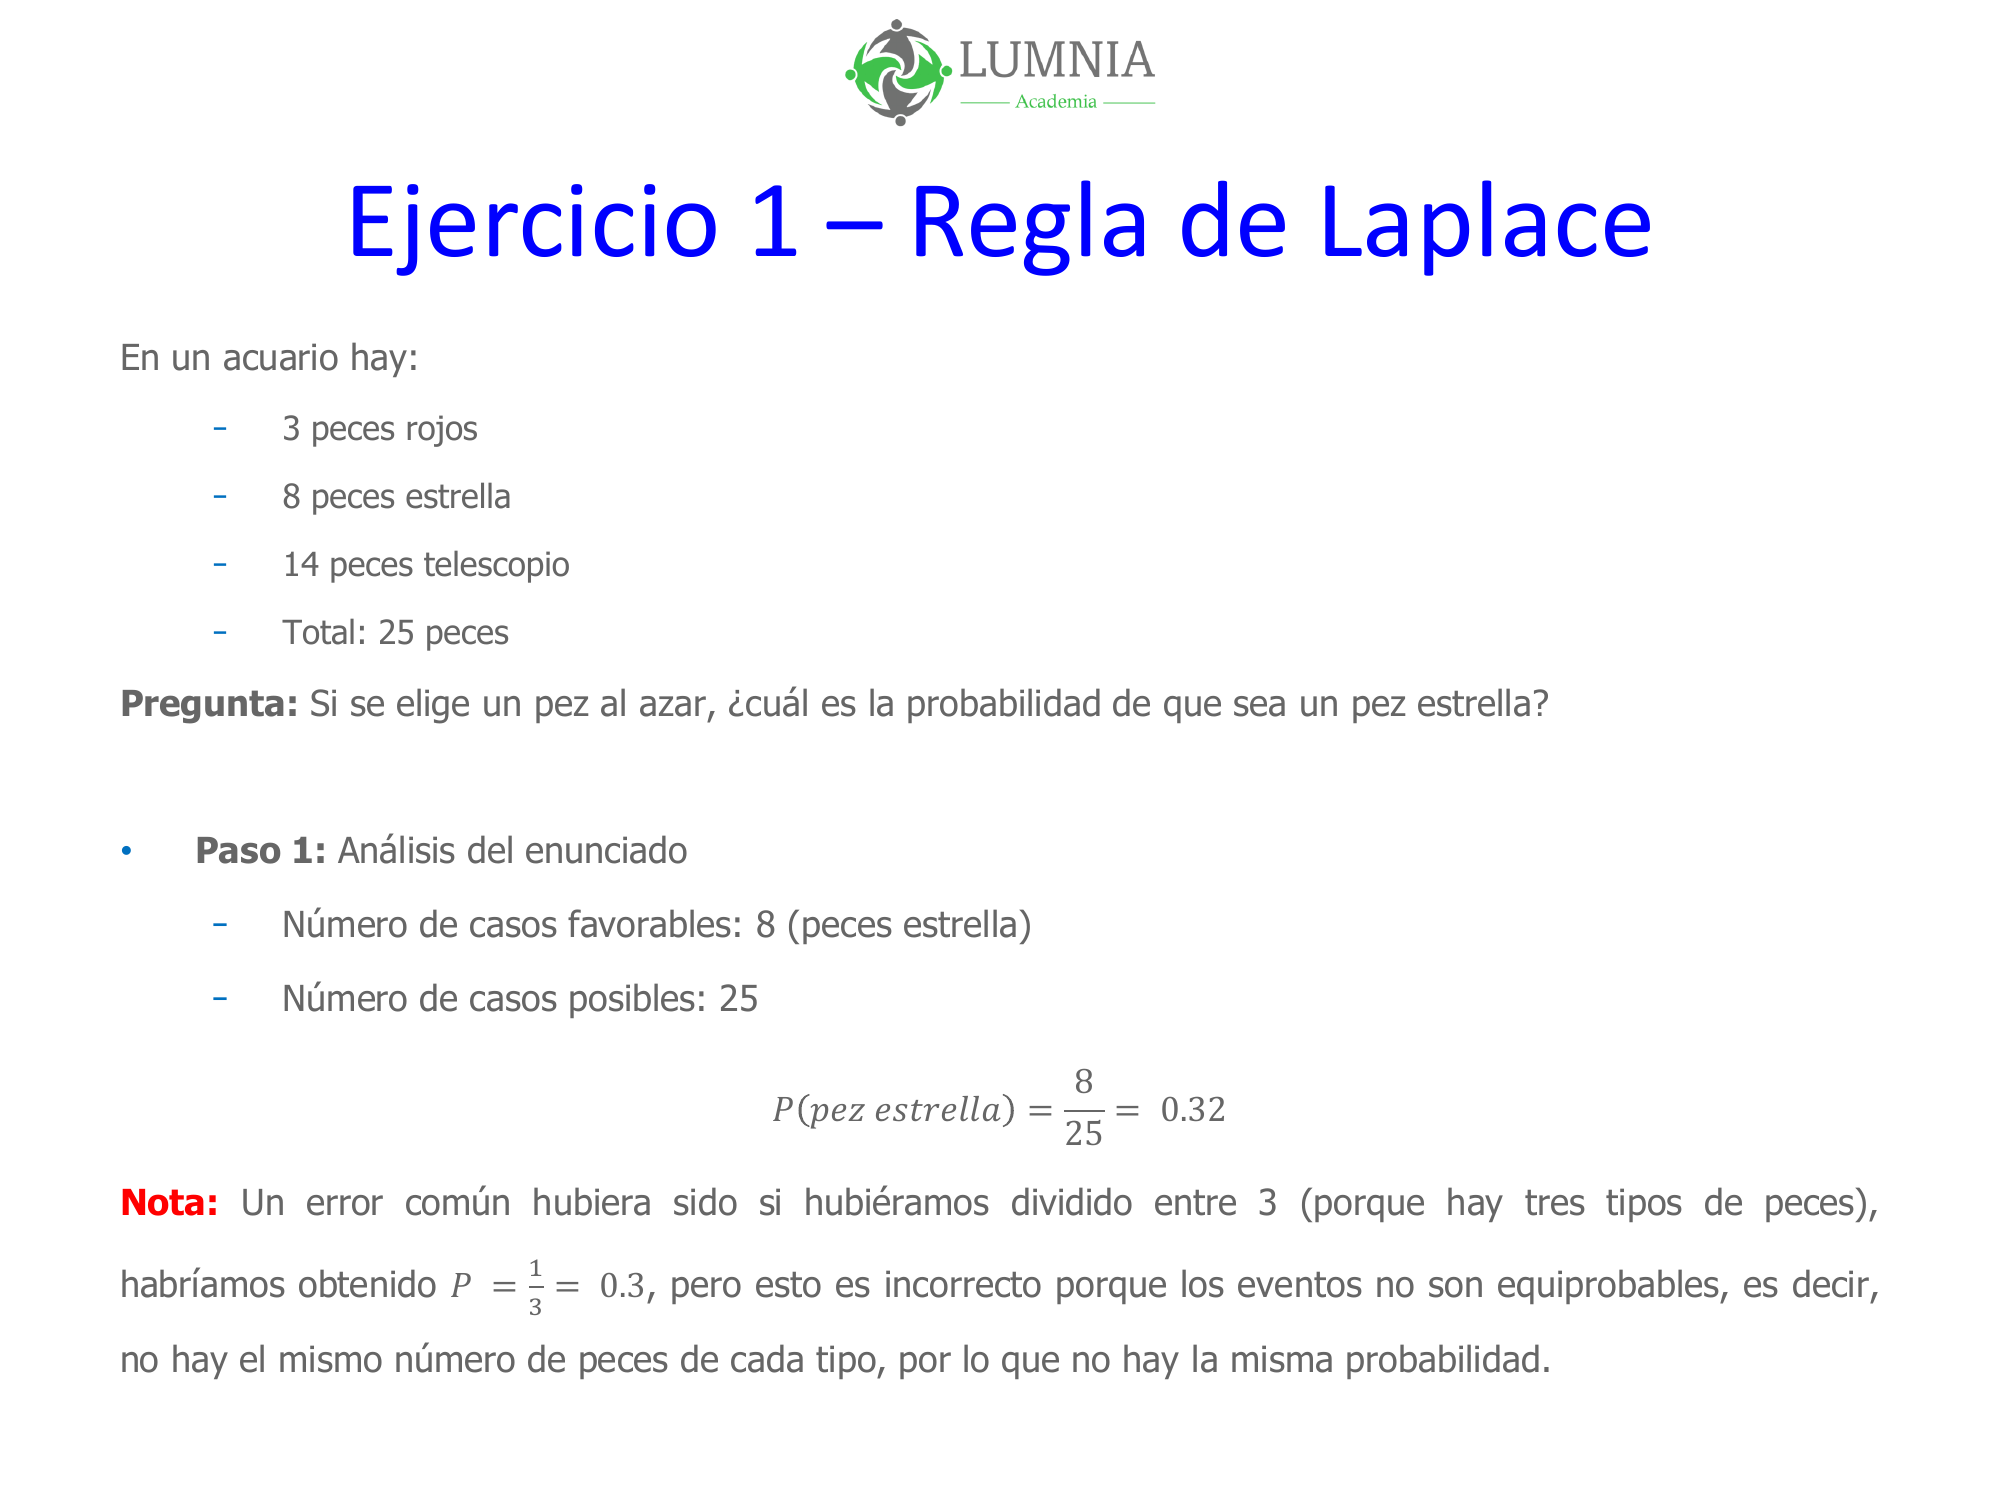 LUMNIA
Academia
Ejercicio 1 – Regla de Laplace
En un acuario hay:
- 3 peces rojos
- 8 peces estrella
- 14 peces telescopio
- Total: 25 peces
Pregunta: Si se elige un pez al azar, ¿cuál es la probabilidad de que sea un pez estrella?
• Paso 1: Análisis del enunciado
- Número de casos favorables: 8 (peces estrella)
- Número de casos posibles: 25
P(pez estrella) = 8/25 = 0.32
Nota: Un error común hubiera sido si hubiéramos dividido entre 3 (porque hay tres tipos de peces),
habríamos obtenido P = 1/3 = 0.3, pero esto es incorrecto porque los eventos no son equiprobables, es decir,
no hay el mismo número de peces de cada tipo, por lo que no hay la misma probabilidad.